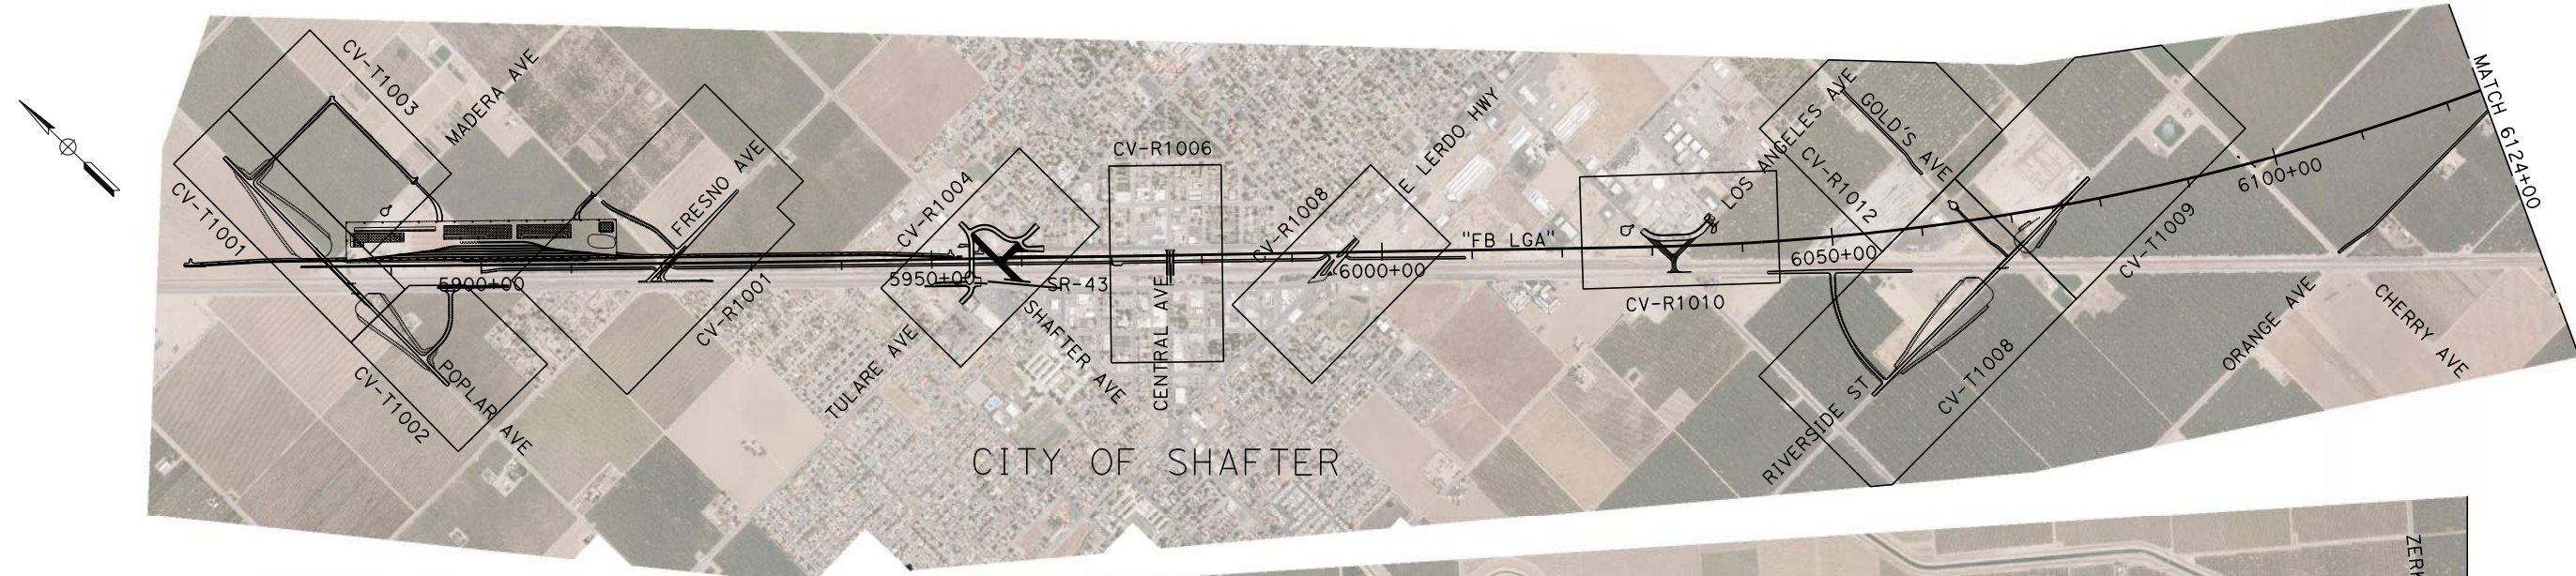 CV-T1003
MADERA AVE
CV-T1001
CV-T1002
POPLAR AVE
5900+00
FRESNO AVE
CV-R1001
CV-R1004
5950+00
TULARE AVE
SR-43
SHAFTER AVE
CV-R1006
CENTRAL AVE
CV-R1008
E LERDO HWY
6000+00
"FB LGA"
CV-R1010
LOS ANGELES AVE
GOLD'S AVE
CV-R1012
6050+00
RIVERSIDE ST
CV-T1008
CV-T1009
6100+00
ORANGE AVE
CHERRY AVE
MATCH 6124+00
CITY OF SHAFTER